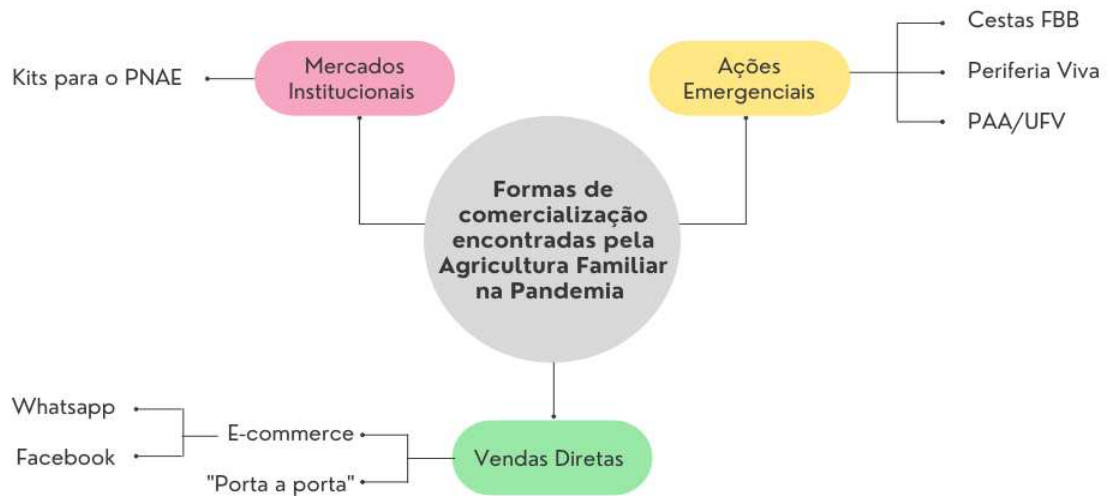 Kits para o PNAE
Mercados
Institucionais
Ações
Emergenciais
Cestas FBB
Periferia Viva
PAA/UFV
Formas de
comercialização
encontradas pela
Agricultura Familiar
na Pandemia
Whatsapp
Facebook
E-commerce
"Porta a porta"
Vendas Diretas